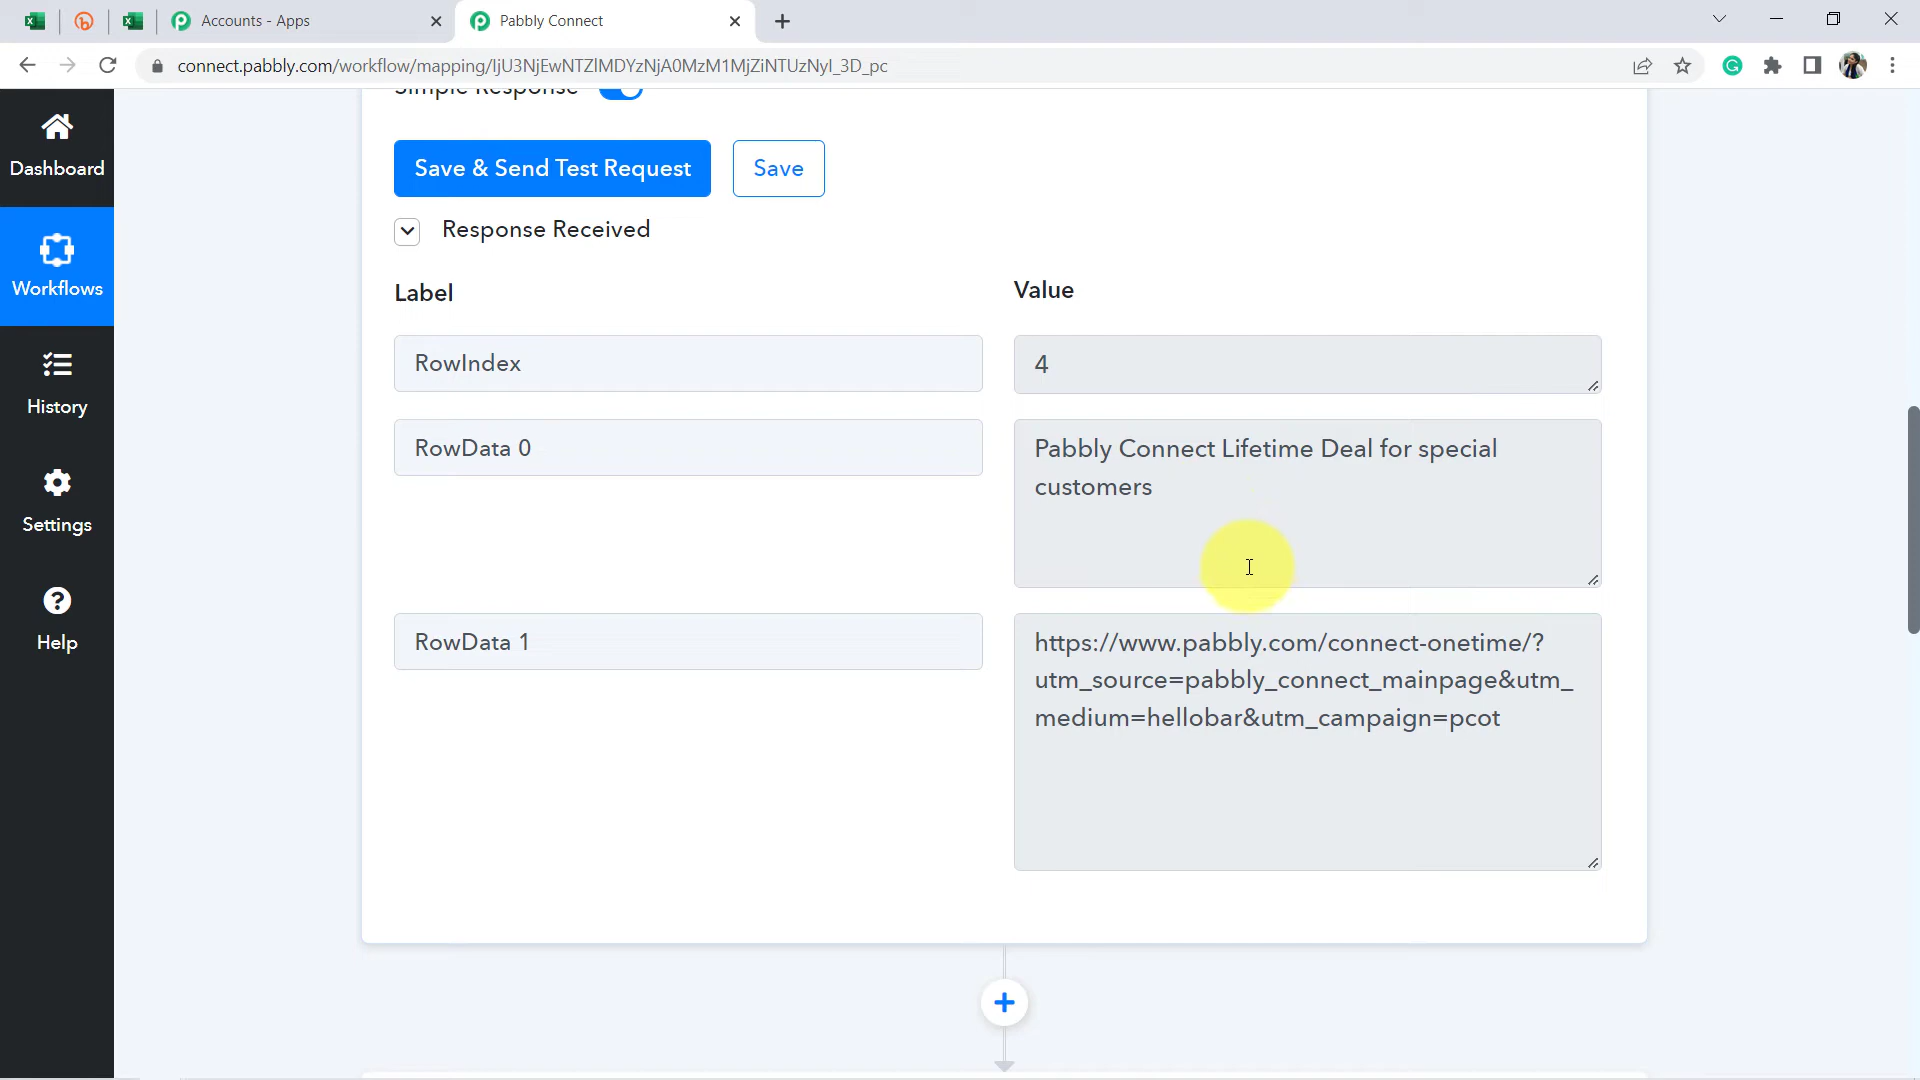 Accounts - Apps
Pabbly Connect
connect.pabbly.com/workflow/mapping/IjU3NjEwNTZlMDYzNjA0MzM1MjZiNTUzNyI_3D_pc
Simple Response
Dashboard
Save & Send Test Request
Save
Response Received
Workflows
Label
Value
RowIndex
4
History
RowData 0
Pabbly Connect Lifetime Deal for special
customers
Settings
Help
RowData 1
https://www.pabbly.com/connect-onetime/?
utm_source=pabbly_connect_mainpage&utm_
medium=hellobar&utm_campaign=pcot